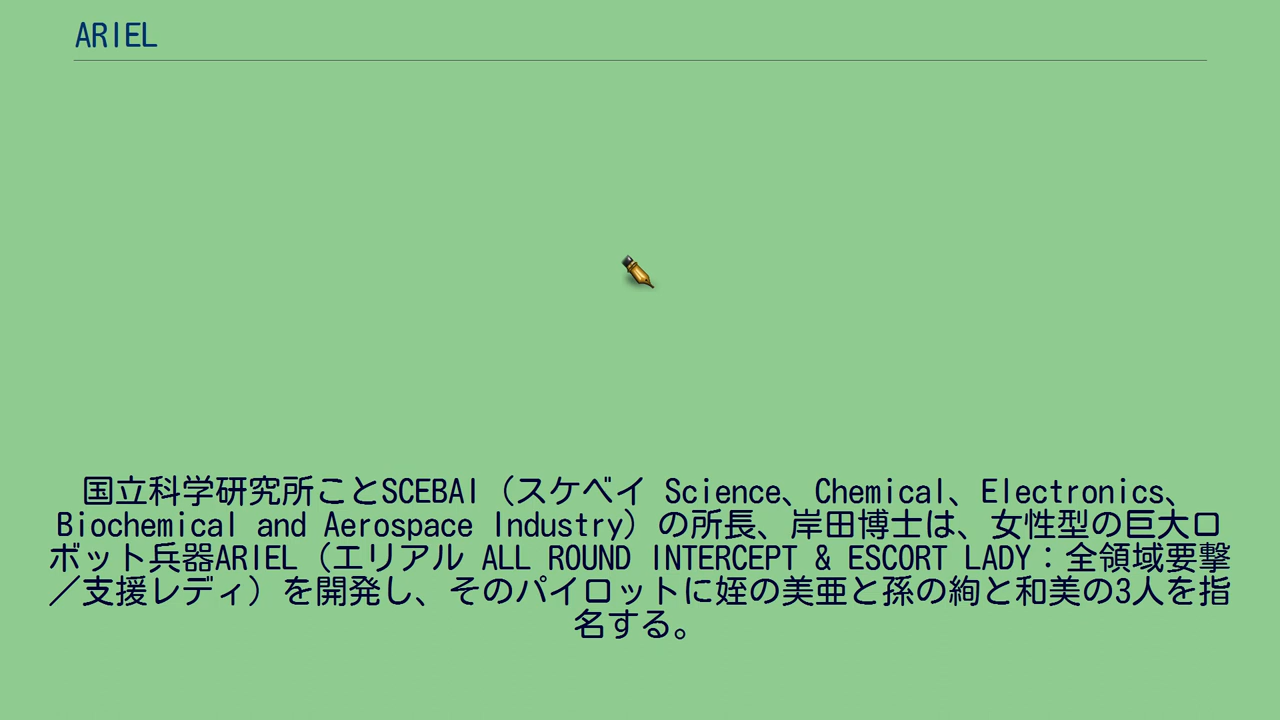 ARIEL
国立科学研究所ことSCEBAI（スケベイ Science、Chemical、Electronics、
Biochemical and Aerospace Industry）の所長、岸田博士は、女性型の巨大ロ
ボット兵器ARIEL（エリアル ALL ROUND INTERCEPT & ESCORT LADY：全領域要撃
／支援レディ）を開発し、そのパイロットに姪の美亜と孫の絢と和美の3人を指
名する。